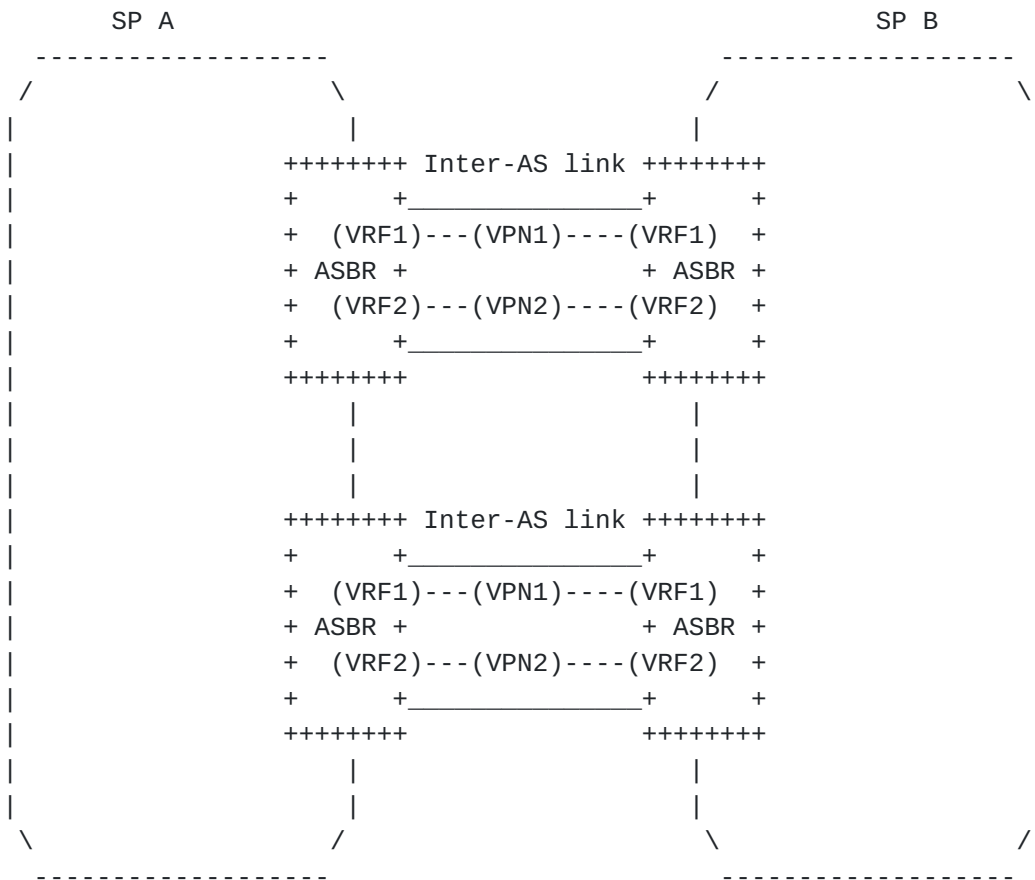 SP A SP B
Inter-AS link
(VRF1)---(VPN1)----(VRF1)
ASBR ASBR
(VRF2)---(VPN2)----(VRF2)
Inter-AS link
(VRF1)---(VPN1)----(VRF1)
ASBR ASBR
(VRF2)---(VPN2)----(VRF2)